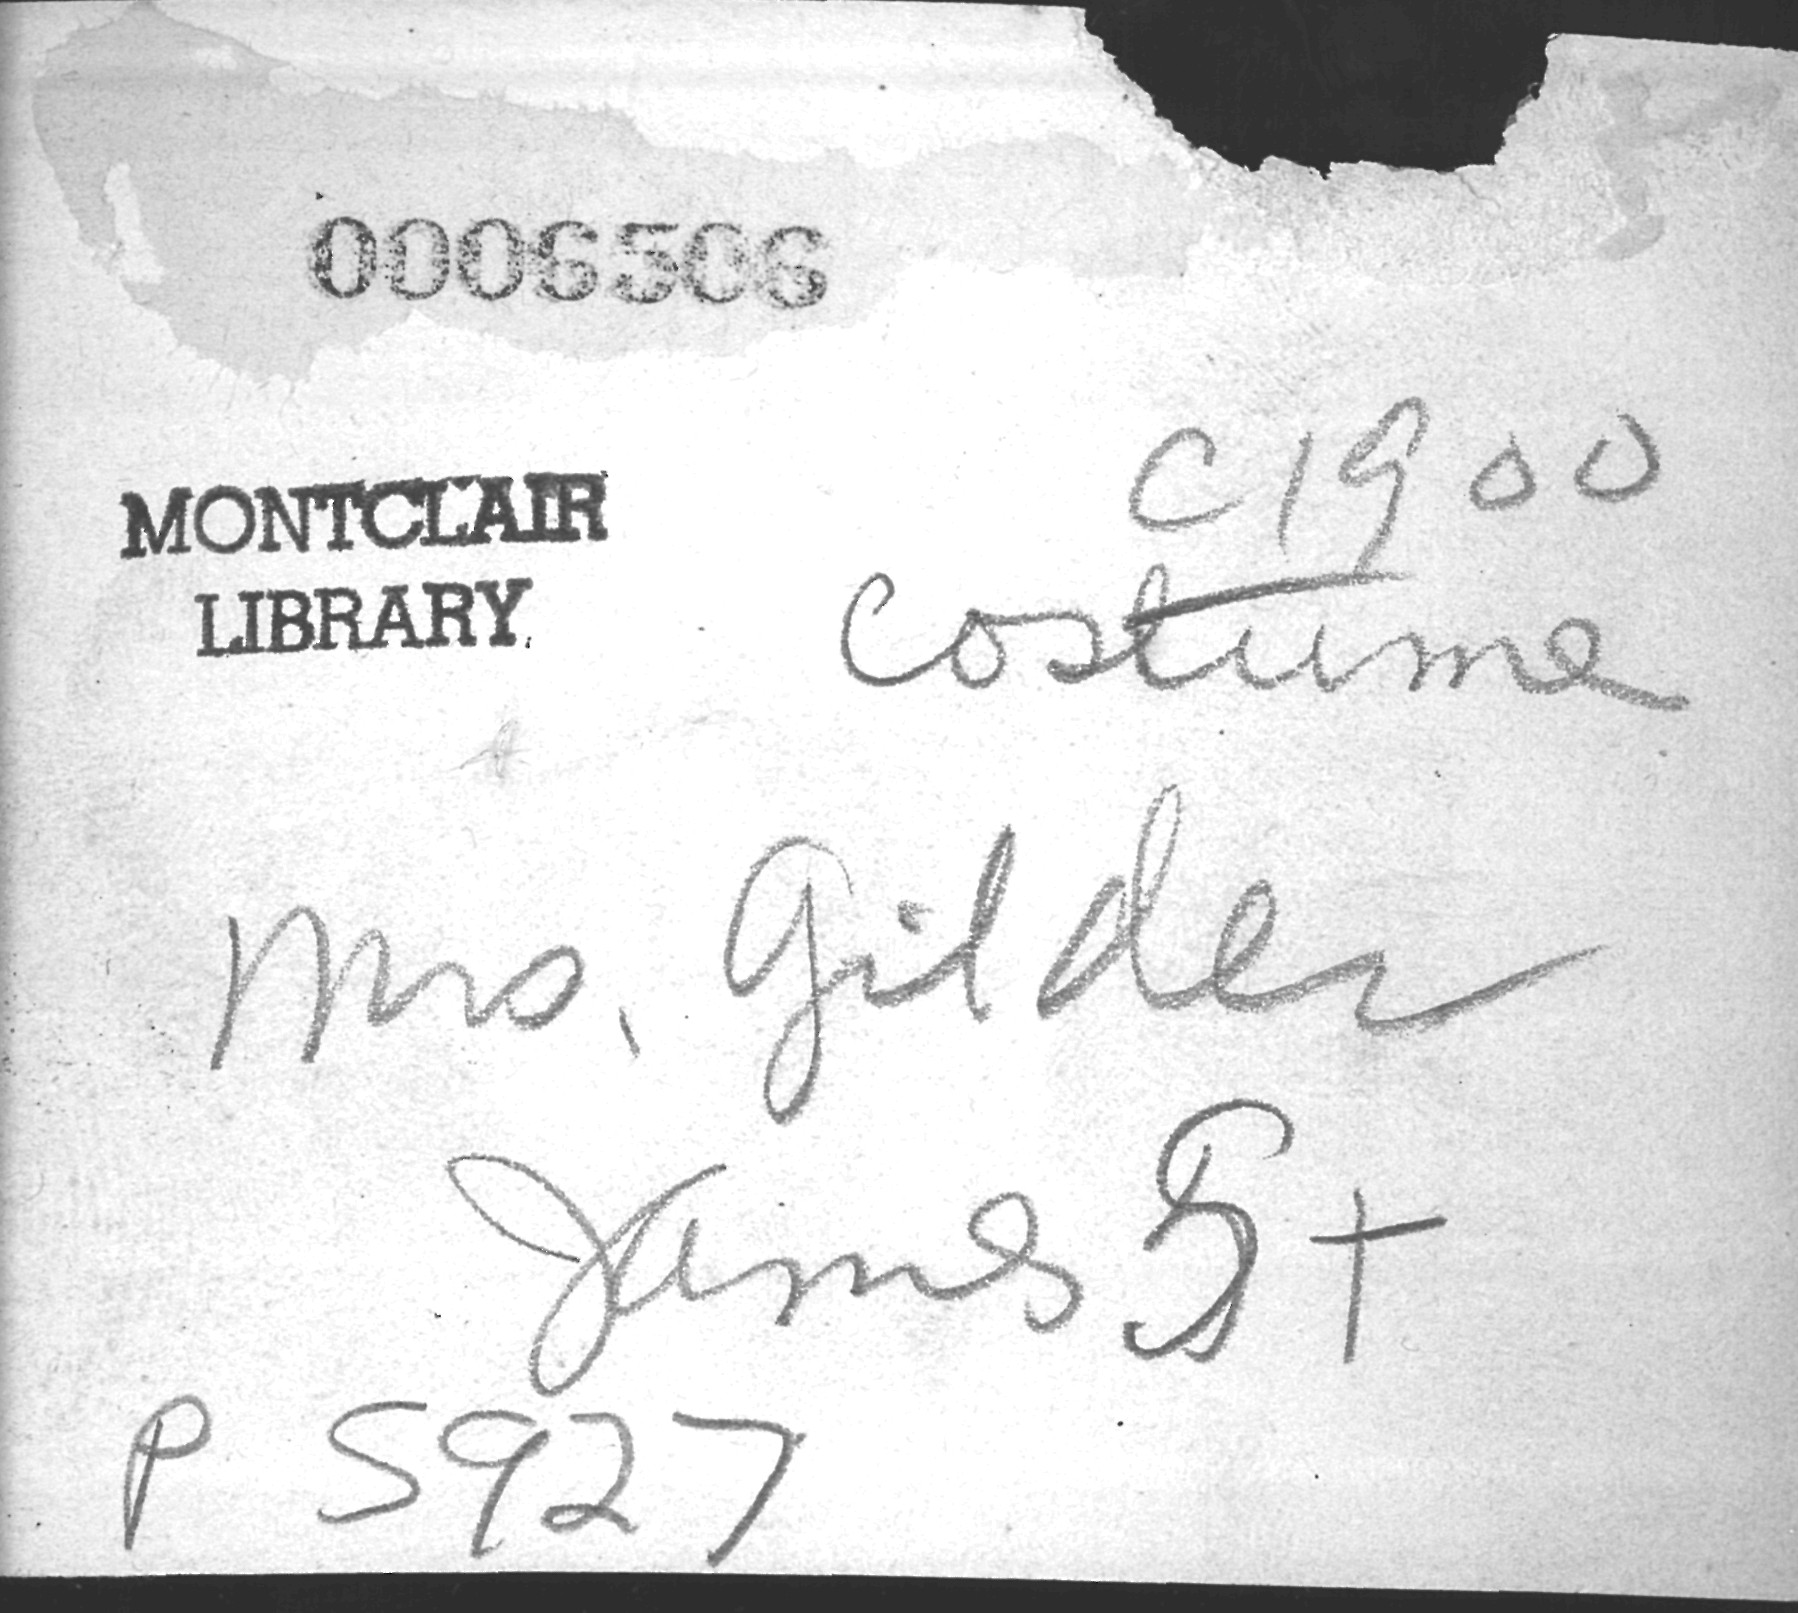 0006506
MONTCLAIR
LIBRARY
C1900
Costume
Mrs. Gilder
James St
P 5927